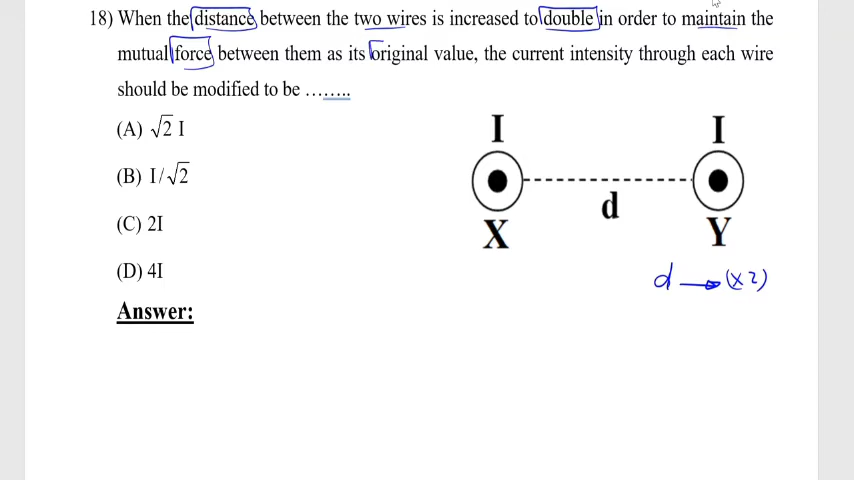 18) When the distance between the two wires is increased to double in order to maintain the
mutual force between them as its original value, the current intensity through each wire
should be modified to be ........
(A) √2 I
(B) I/√2
(C) 2I
(D) 4I
Answer:
I I
d
X Y
d → (×2)